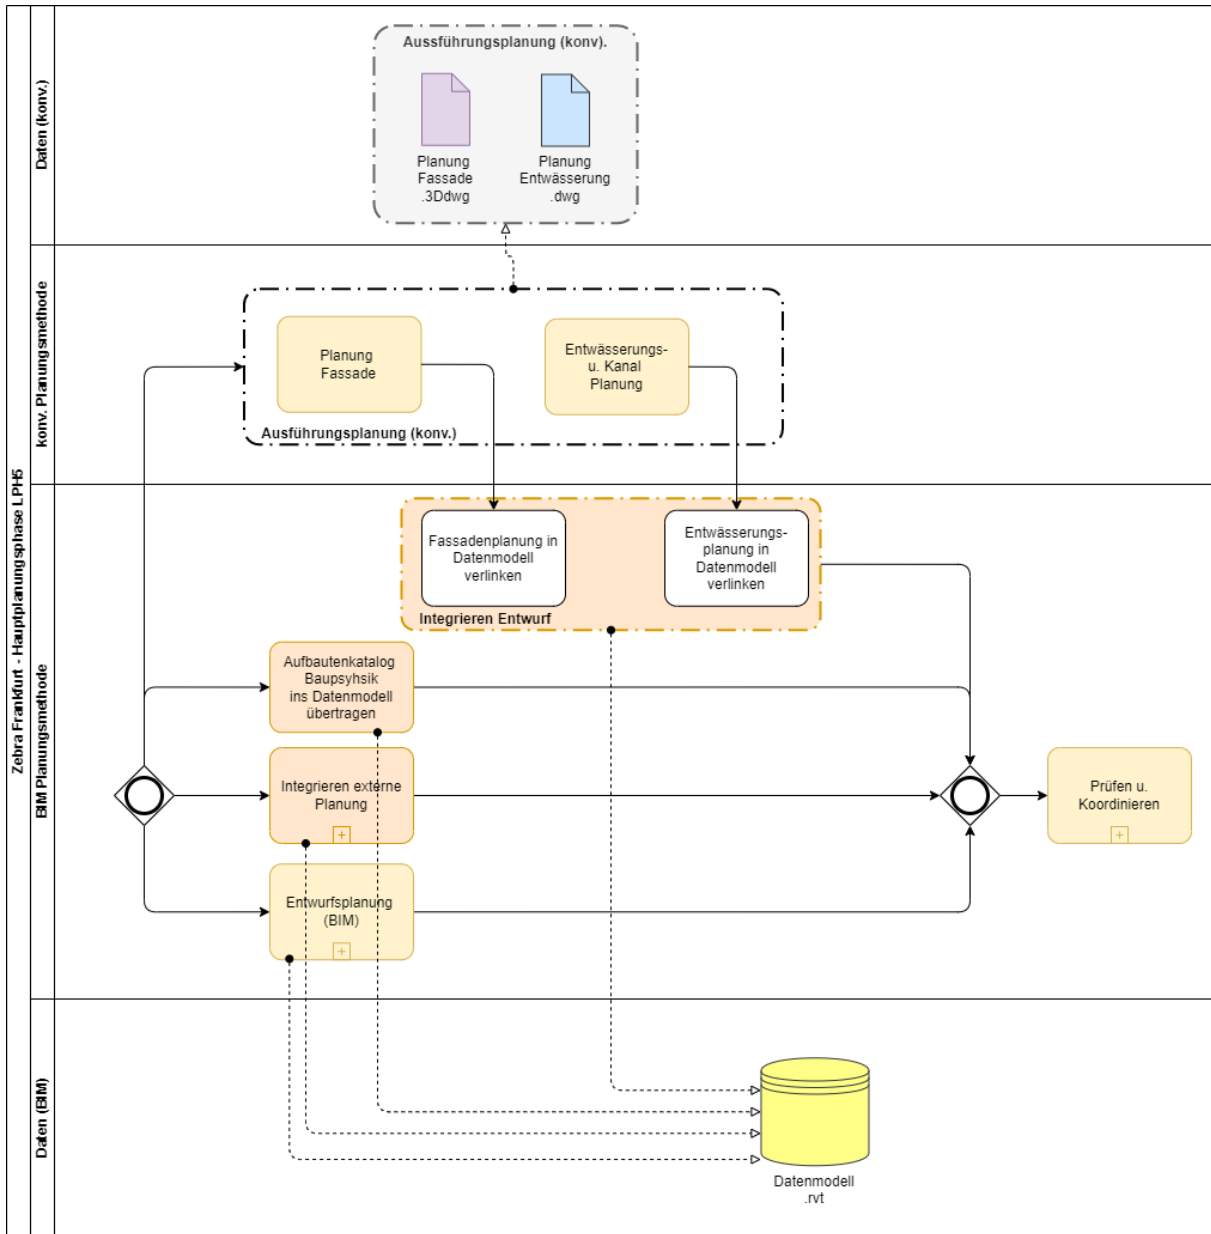 Zebra Frankfurt - Hauptplanungsphase LPH5
Daten (konv.)
Aussführungsplanung (konv).
Planung
Fassade
.3Ddwg
Planung
Entwässerung
.dwg
konv. Planungsmethode
Planung
Fassade
Entwässerungs-
u. Kanal
Planung
Ausführungsplanung (konv.)
BIM Planungsmethode
Fassadenplanung in
Datenmodell
verlinken
Entwässerungs-
planung in
Datenmodell
verlinken
Integrieren Entwurf
Aufbautenkatalog
Baupsyhsik
ins Datenmodell
übertragen
Integrieren externe
Planung
Prüfen u.
Koordinieren
Entwurfsplanung
(BIM)
Daten (BIM)
Datenmodell
.rvt